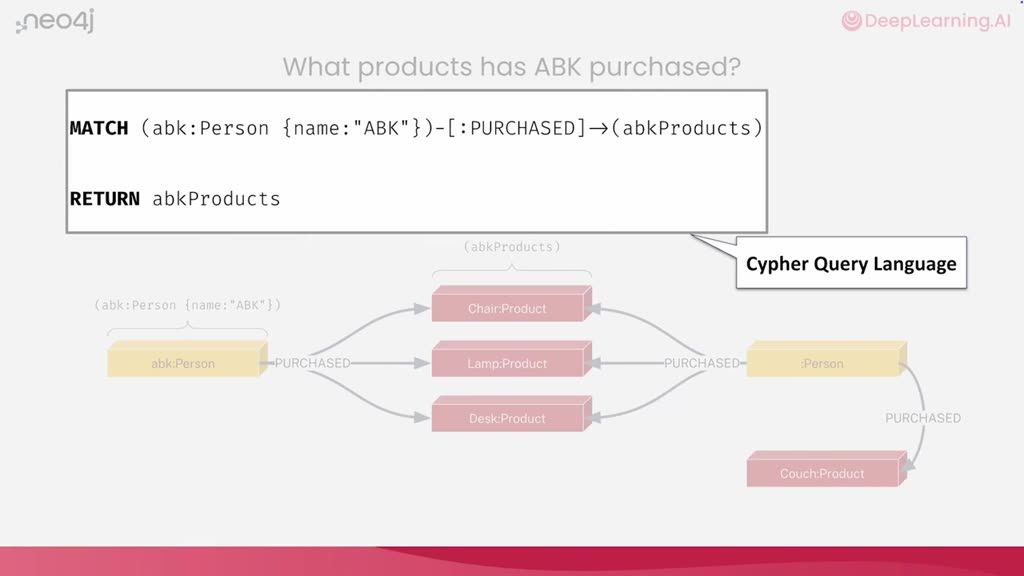 neo4j
DeepLearning.AI
What products has ABK purchased?
MATCH (abk:Person {name:"ABK"})-[:PURCHASED]->(abkProducts)
RETURN abkProducts
Cypher Query Language
(abkProducts)
(abk:Person {name:"ABK"})
Chair:Product
abk:Person
PURCHASED
Lamp:Product
PURCHASED
:Person
Desk:Product
PURCHASED
Couch:Product